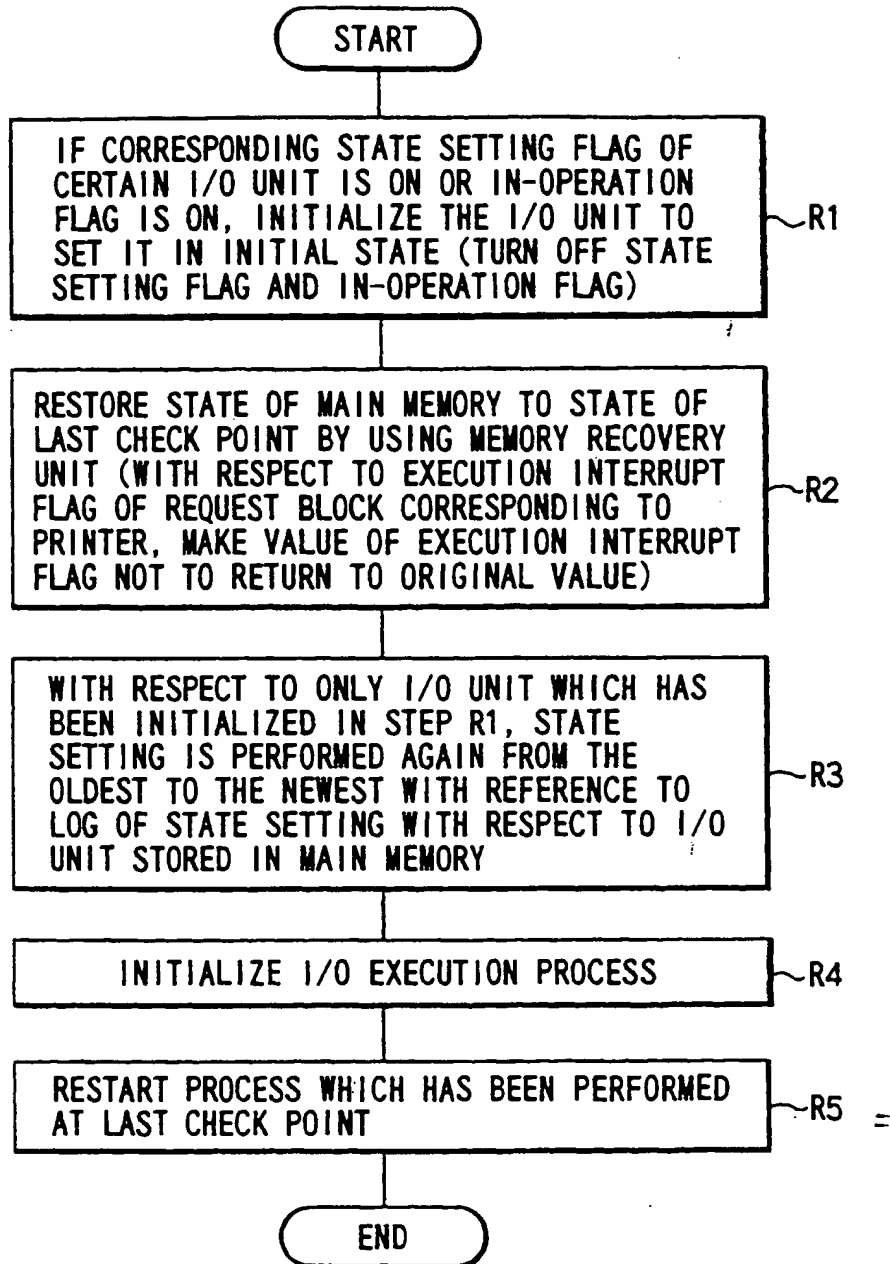 START
IF CORRESPONDING STATE SETTING FLAG OF
CERTAIN I/O UNIT IS ON OR IN-OPERATION
FLAG IS ON, INITIALIZE THE I/O UNIT TO
SET IT IN INITIAL STATE (TURN OFF STATE
SETTING FLAG AND IN-OPERATION FLAG)
R1
RESTORE STATE OF MAIN MEMORY TO STATE OF
LAST CHECK POINT BY USING MEMORY RECOVERY
UNIT (WITH RESPECT TO EXECUTION INTERRUPT
FLAG OF REQUEST BLOCK CORRESPONDING TO
PRINTER, MAKE VALUE OF EXECUTION INTERRUPT
FLAG NOT TO RETURN TO ORIGINAL VALUE)
R2
WITH RESPECT TO ONLY I/O UNIT WHICH HAS
BEEN INITIALIZED IN STEP R1, STATE
SETTING IS PERFORMED AGAIN FROM THE
OLDEST TO THE NEWEST WITH REFERENCE TO
LOG OF STATE SETTING WITH RESPECT TO I/O
UNIT STORED IN MAIN MEMORY
R3
INITIALIZE I/O EXECUTION PROCESS
R4
RESTART PROCESS WHICH HAS BEEN PERFORMED
AT LAST CHECK POINT
R5
END